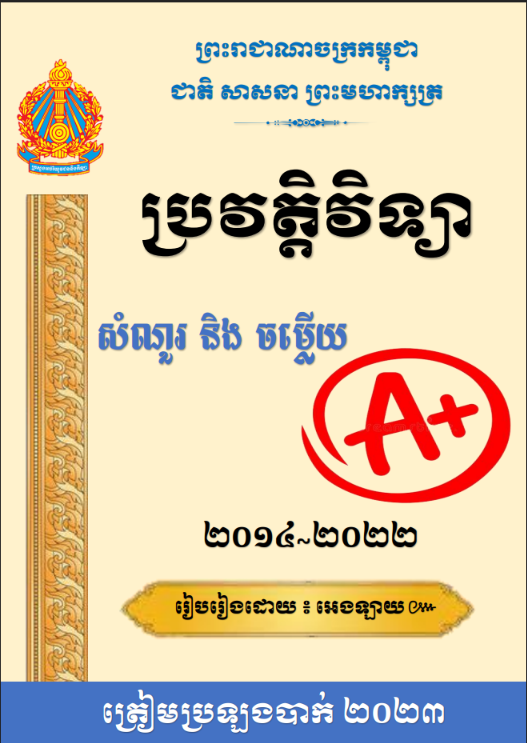 ព្រះរាជាណាចក្រកម្ពុជា
ជាតិ សាសនា ព្រះមហាក្សត្រ
ប្រវត្តិវិទ្យា
សំណួរ និង ចម្លើយ
A+
២០១៤~២០២២
រៀបរៀងដោយ ៖ អេងឡាយ
ត្រៀមប្រឡងបាក់ ២០២៣